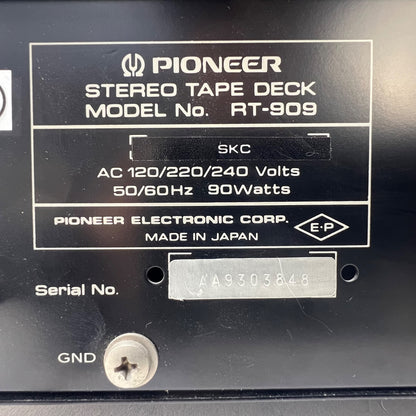 PIONEER
STEREO TAPE DECK
MODEL No. RT-909
SKC
AC 120/220/240 Volts
50/60Hz 90Watts
PIONEER ELECTRONIC CORP.
E·P
MADE IN JAPAN
Serial No. AA9303848
GND